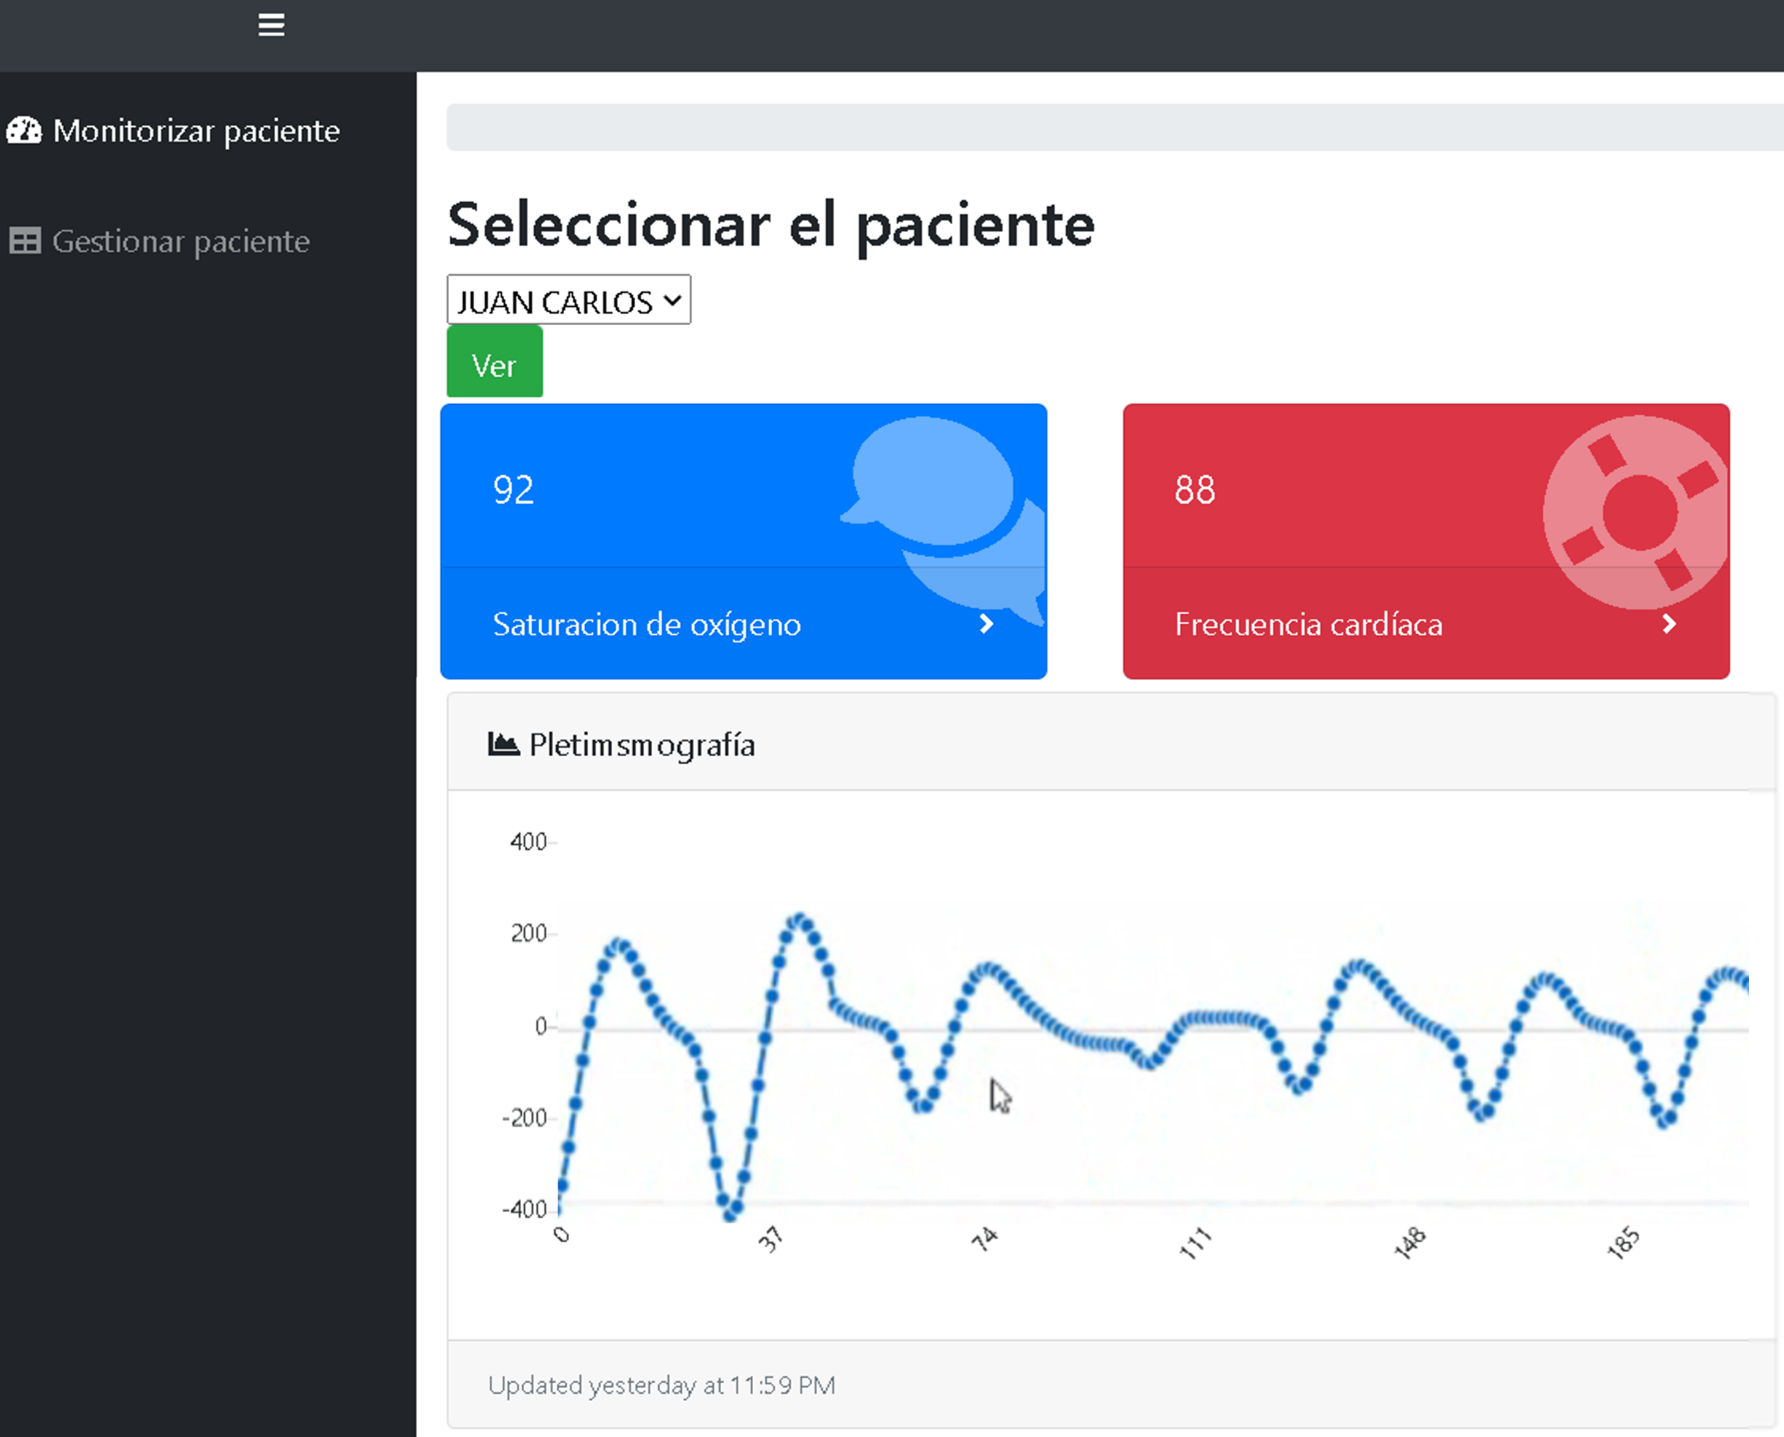 Monitorizar paciente
Gestionar paciente
Seleccionar el paciente
JUAN CARLOS
Ver
92
Saturacion de oxígeno
88
Frecuencia cardíaca
Pletimsmografía
400
200
0
-200
-400
0
37
74
111
148
185
Updated yesterday at 11:59 PM